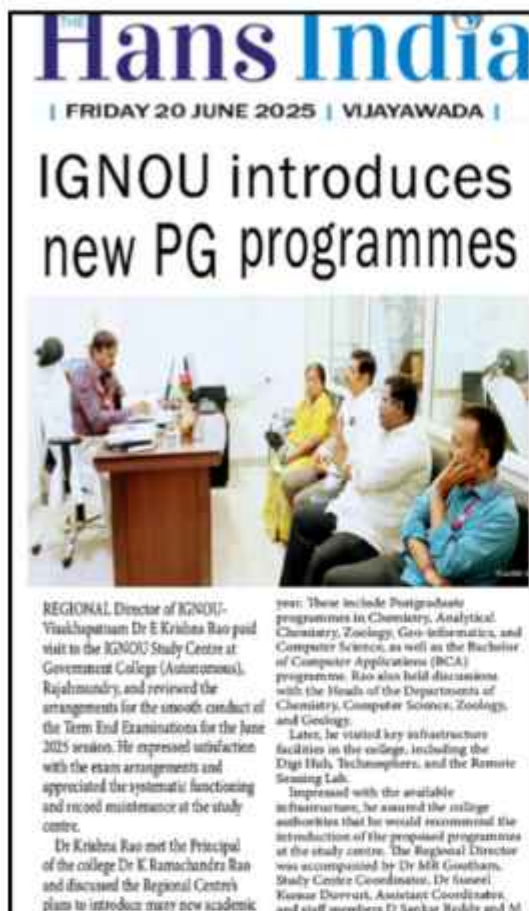 THE
Hans India
| FRIDAY 20 JUNE 2025 | VIJAYAWADA |
IGNOU introduces
new PG programmes
REGIONAL Director of IGNOU-
Visakhapatnam Dr E Krishna Rao paid
visit to the IGNOU Study Centre at
Government College (Autonomous),
Rajahmundry, and reviewed the
arrangements for the smooth conduct of
the Term End Examinations for the June
2025 session. He expressed satisfaction
with the exam arrangements and
appreciated the systematic functioning
and record maintenance at the study
centre.
Dr Krishna Rao met the Principal
of the college Dr K Ramachandra Rao
and discussed the Regional Centre's
plans to introduce many new academic
year. These include Postgraduate
programmes in Chemistry, Analytical
Chemistry, Zoology, Geo-informatics, and
Computer Science, as well as the Bachelor
of Computer Applications (BCA)
programme. Rao also held discussions
with the Heads of the Departments of
Chemistry, Computer Science, Zoology,
and Geology.
Later, he visited key infrastructure
facilities in the college, including the
Digi Hub, Technosphere, and the Remote
Sensing Lab.
Impressed with the available
infrastructure, he assured the college
authorities that he would recommend the
introduction of the proposed programmes
at the study centre. The Regional Director
was accompanied by Dr MR Goutham,
Study Centre Coordinator, Dr Suneel
Kumar Duvvuri, Assistant Coordinator,
and staff members D Sankar Reddy and M